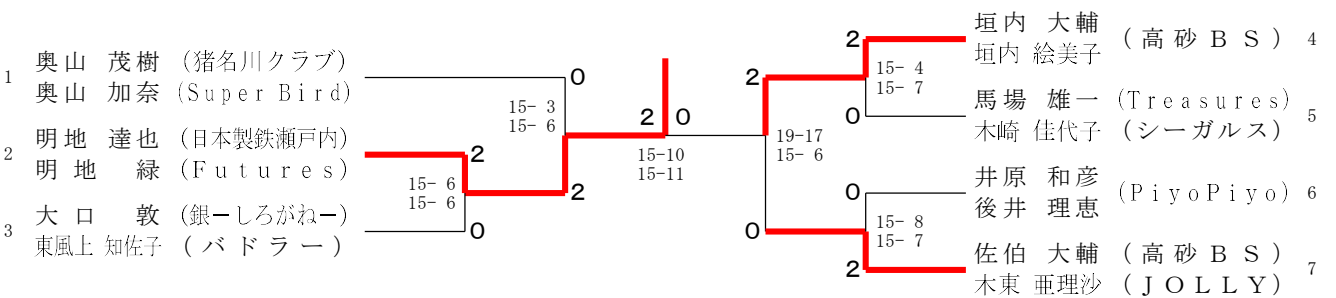 1
奥山 茂樹 (猪名川クラブ)
奥山 加奈 (Super Bird)
2
明地 達也 (日本製鉄瀬戸内)
明地 緑 (Futures)
3
大口 敦 (銀ーしろがねー)
東風上 知佐子 (バドラー)
0
15- 3
15- 6
2
15- 6
15- 6
2
0
2 0
15-10
15-11
2
19-17
15- 6
0
2
15- 4
15- 7
0
0
15- 8
15- 7
2
垣内 大輔
垣内 絵美子
(高砂BS) 4
馬場 雄一 (Treasures)
木崎 佳代子 (シーガルス)
5
井原 和彦
後井 理恵
(PiyoPiyo) 6
佐伯 大輔 (高砂BS)
木東 亜理沙 (JOLLY)
7